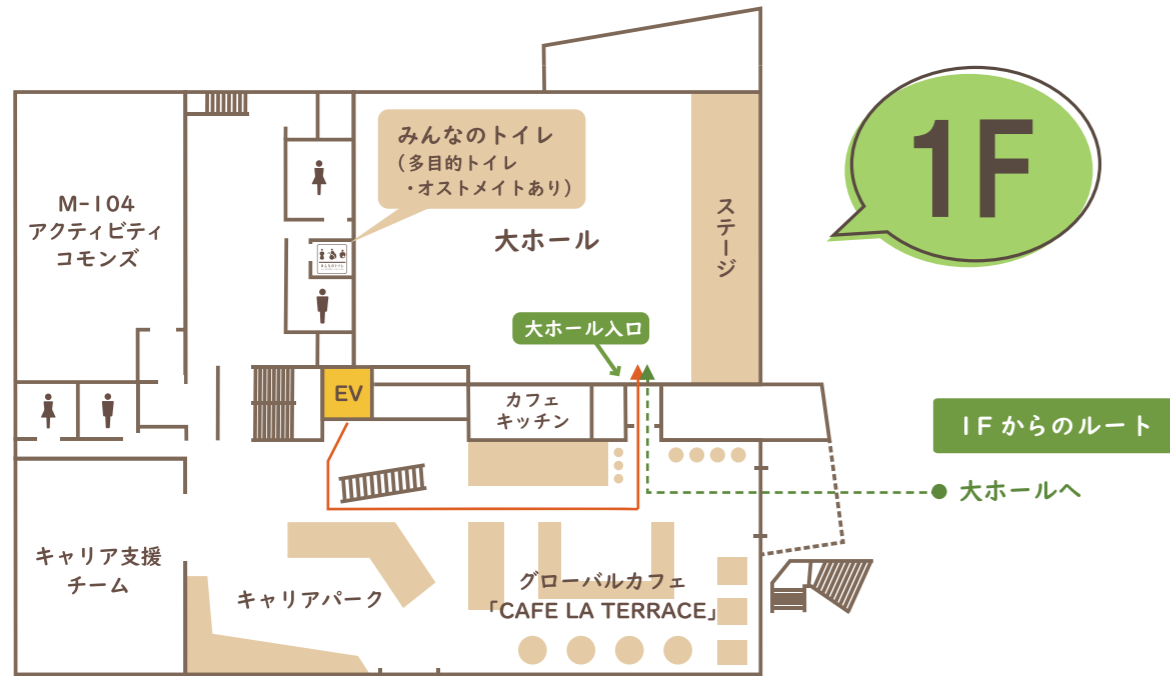 1F
みんなのトイレ
(多目的トイレ
・オストメイトあり)
M-104
アクティビティ
コモンズ
大ホール
ステージ
大ホール入口
EV
カフェ
キッチン
1Fからのルート
大ホールへ
キャリア支援
チーム
キャリアパーク
グローバルカフェ
「CAFE LA TERRACE」